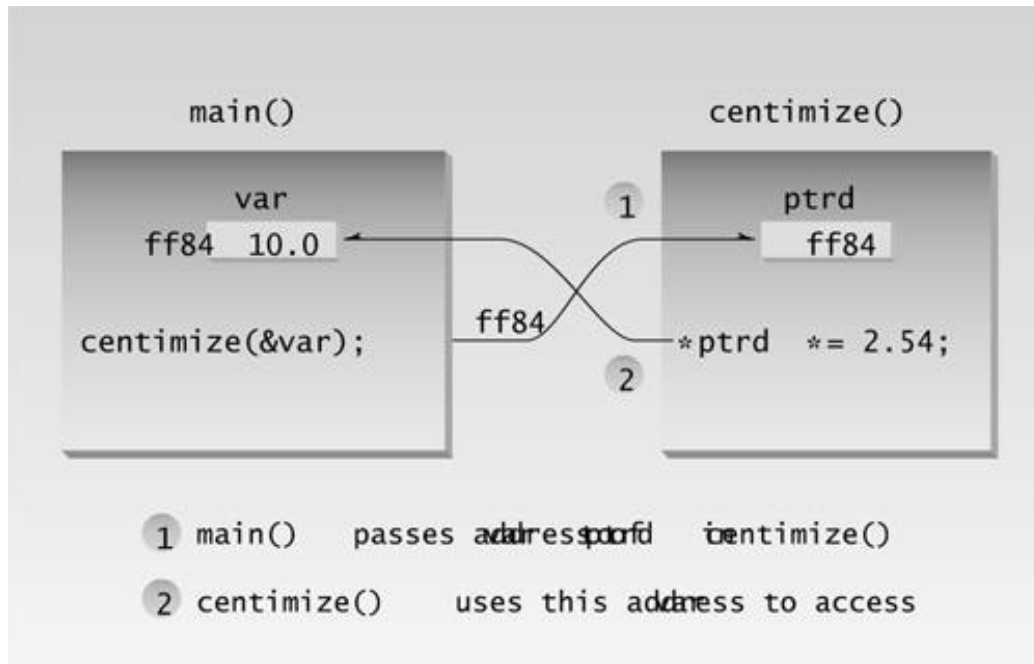 main()
centimize()
var
ptrd
1
ff84 10.0
ff84
ff84
centimize(&var);
*ptrd *= 2.54;
2
1 main() passes centimize()
2 centimize() uses this to access